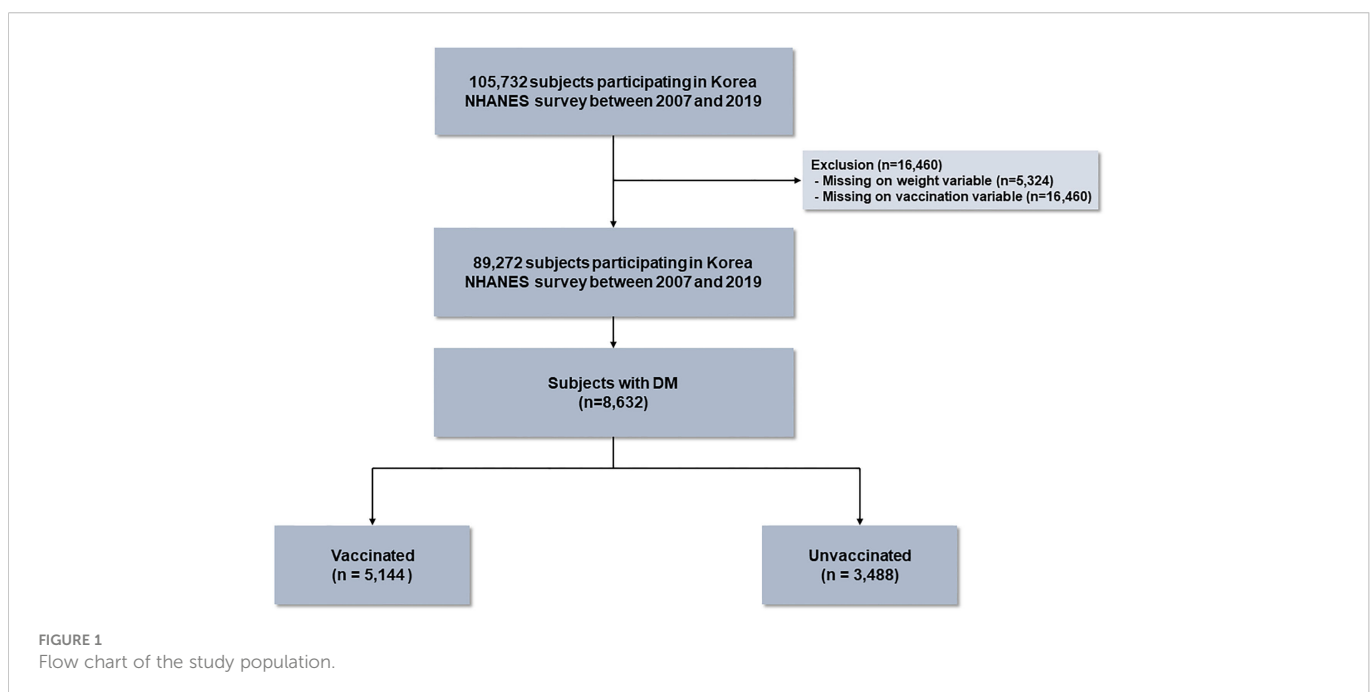 105,732 subjects participating in Korea
NHANES survey between 2007 and 2019
Exclusion (n=16,460)
- Missing on weight variable (n=5,324)
- Missing on vaccination variable (n=16,460)
89,272 subjects participating in Korea
NHANES survey between 2007 and 2019
Subjects with DM
(n=8,632)
Vaccinated
(n = 5,144 )
Unvaccinated
(n = 3,488)
FIGURE 1
Flow chart of the study population.